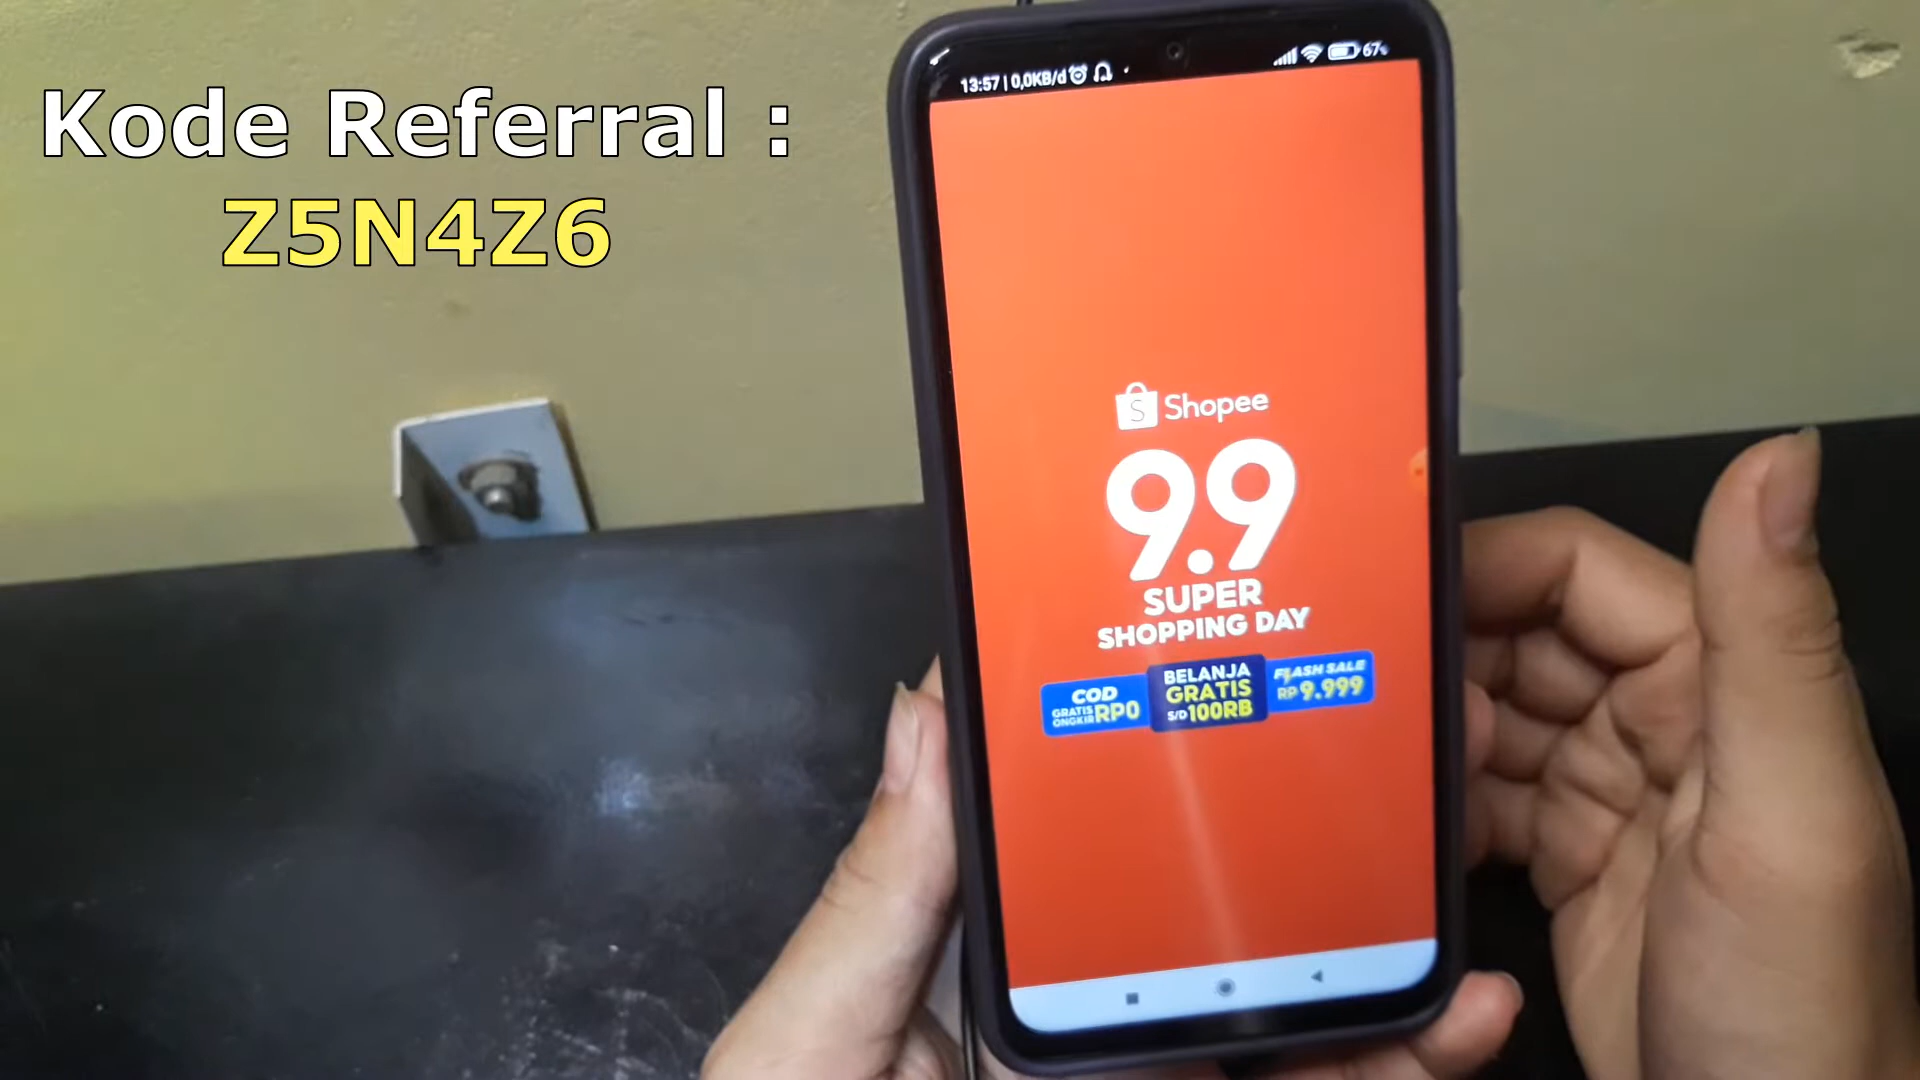 Kode Referral :
Z5N4Z6
13:57 | 0,0KB/d
67%
S Shopee
9.9
SUPER
SHOPPING DAY
COD
GRATIS ONGKIR RP0
BELANJA
GRATIS
S/D 100RB
FLASH SALE
RP 9.999